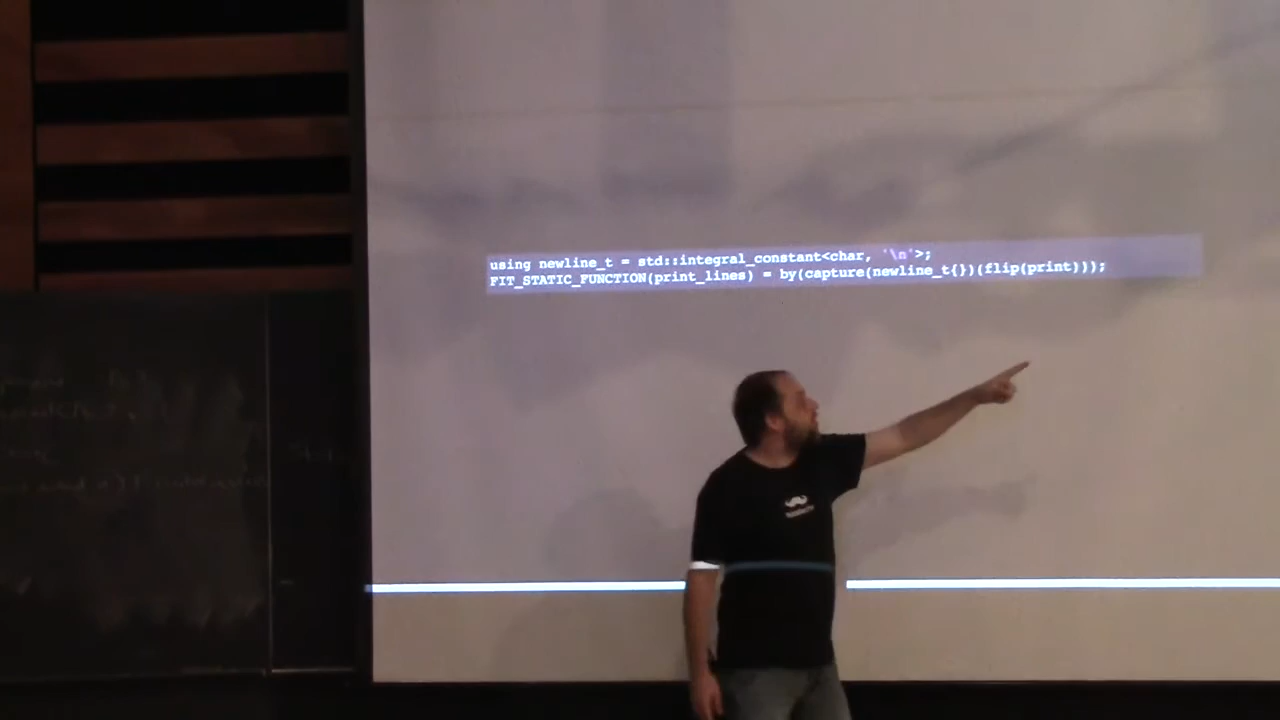 using newline_t = std::integral_constant<char, '\n'>;
FIT_STATIC_FUNCTION(print_lines) = by(capture(newline_t{})(flip(print)));